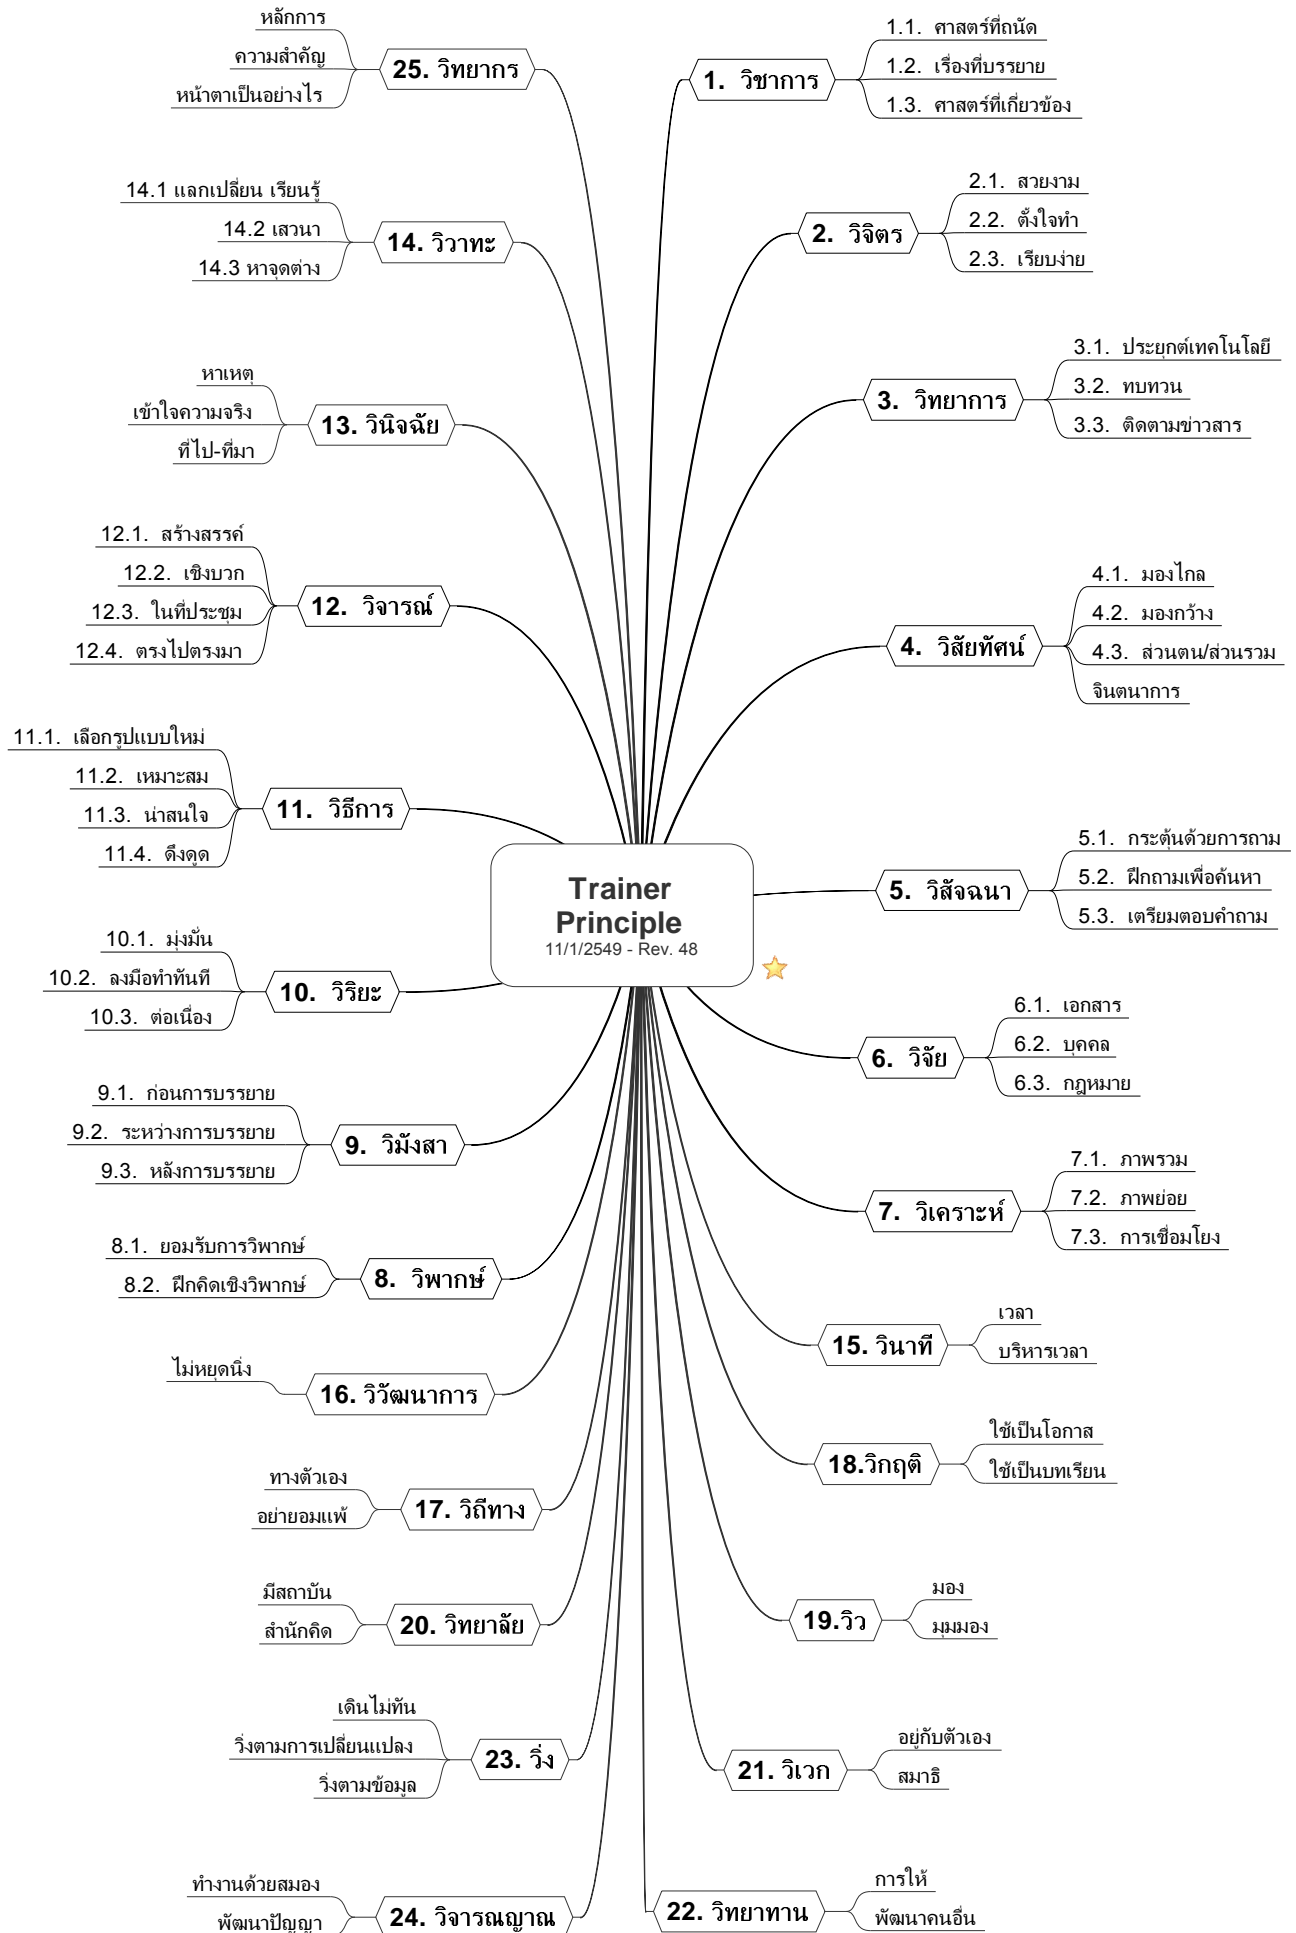 Trainer
Principle
11/1/2549 - Rev. 48
1. วิชาการ
1.1. ศาสตร์ที่ถนัด
1.2. เรื่องที่บรรยาย
1.3. ศาสตร์ที่เกี่ยวข้อง
2. วิจิตร
2.1. สวยงาม
2.2. ตั้งใจทำ
2.3. เรียบง่าย
3. วิทยาการ
3.1. ประยุกต์เทคโนโลยี
3.2. ทบทวน
3.3. ติดตามข่าวสาร
4. วิสัยทัศน์
4.1. มองไกล
4.2. มองกว้าง
4.3. ส่วนตน/ส่วนรวม
จินตนาการ
5. วิสัจฉนา
5.1. กระตุ้นด้วยการถาม
5.2. ฝึกถามเพื่อค้นหา
5.3. เตรียมตอบคำถาม
6. วิจัย
6.1. เอกสาร
6.2. บุคคล
6.3. กฎหมาย
7. วิเคราะห์
7.1. ภาพรวม
7.2. ภาพย่อย
7.3. การเชื่อมโยง
15. วินาที
เวลา
บริหารเวลา
18.วิกฤติ
ใช้เป็นโอกาส
ใช้เป็นบทเรียน
19.วิว
มอง
มุมมอง
21. วิเวก
อยู่กับตัวเอง
สมาธิ
22. วิทยาทาน
การให้
พัฒนาคนอื่น
25. วิทยากร
หลักการ
ความสำคัญ
หน้าตาเป็นอย่างไร
14. วิวาทะ
14.1 แลกเปลี่ยน เรียนรู้
14.2 เสวนา
14.3 หาจุดต่าง
13. วินิจฉัย
หาเหตุ
เข้าใจความจริง
ที่ไป-ที่มา
12. วิจารณ์
12.1. สร้างสรรค์
12.2. เชิงบวก
12.3. ในที่ประชุม
12.4. ตรงไปตรงมา
11. วิธีการ
11.1. เลือกรูปแบบใหม่
11.2. เหมาะสม
11.3. น่าสนใจ
11.4. ดึงดูด
10. วิริยะ
10.1. มุ่งมั่น
10.2. ลงมือทำทันที
10.3. ต่อเนื่อง
9. วิมังสา
9.1. ก่อนการบรรยาย
9.2. ระหว่างการบรรยาย
9.3. หลังการบรรยาย
8. วิพากษ์
8.1. ยอมรับการวิพากษ์
8.2. ฝึกคิดเชิงวิพากษ์
16. วิวัฒนาการ
ไม่หยุดนิ่ง
17. วิถีทาง
ทางตัวเอง
อย่ายอมแพ้
20. วิทยาลัย
มีสถาบัน
สำนักคิด
23. วิ่ง
เดินไม่ทัน
วิ่งตามการเปลี่ยนแปลง
วิ่งตามข้อมูล
24. วิจารณญาณ
ทำงานด้วยสมอง
พัฒนาปัญญา